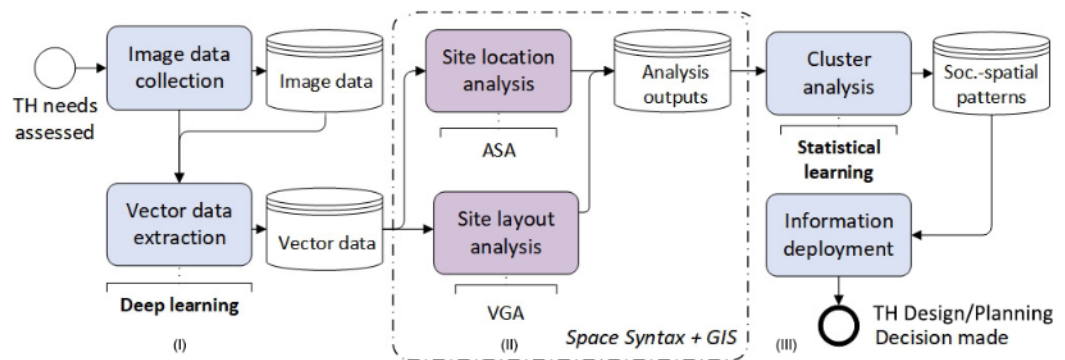 TH needs
assessed
Image data
collection
Image data
Vector data
extraction
Vector data
Deep learning
(I)
Site location
analysis
ASA
Site layout
analysis
VGA
Analysis
outputs
(II)
Space Syntax + GIS
Cluster
analysis
Statistical
learning
Soc.-spatial
patterns
Information
deployment
(III)
TH Design/Planning
Decision made